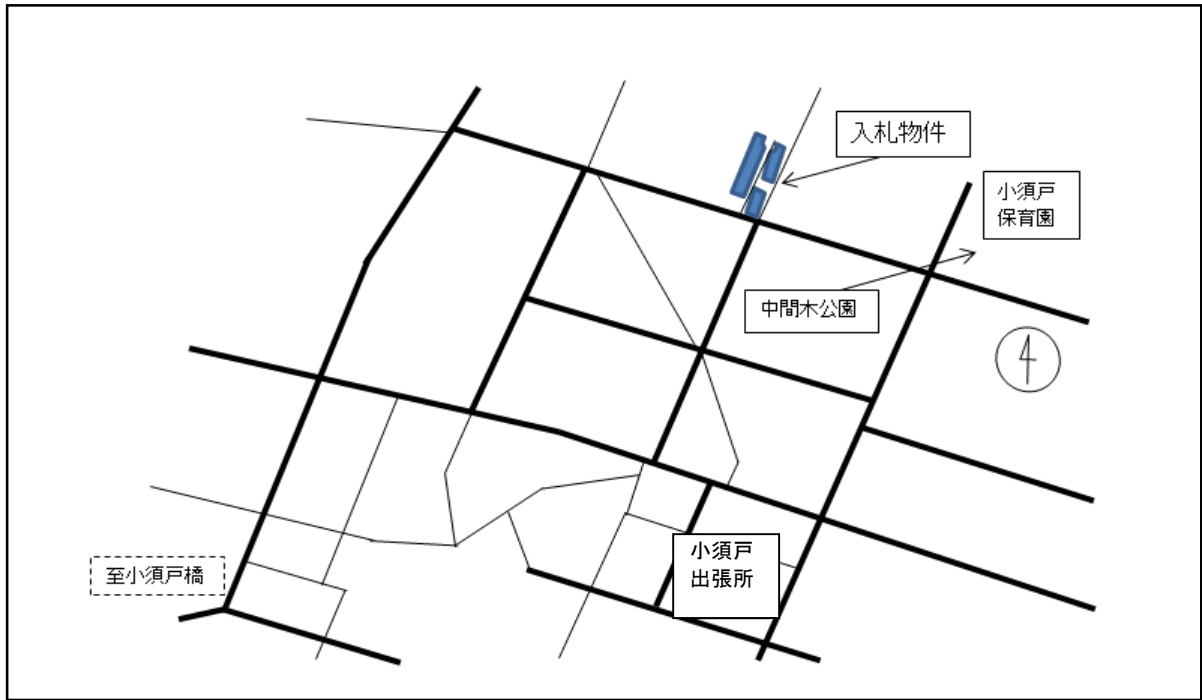 入札物件
小須戸
保育園
中間木公園
小須戸
出張所
至小須戸橋